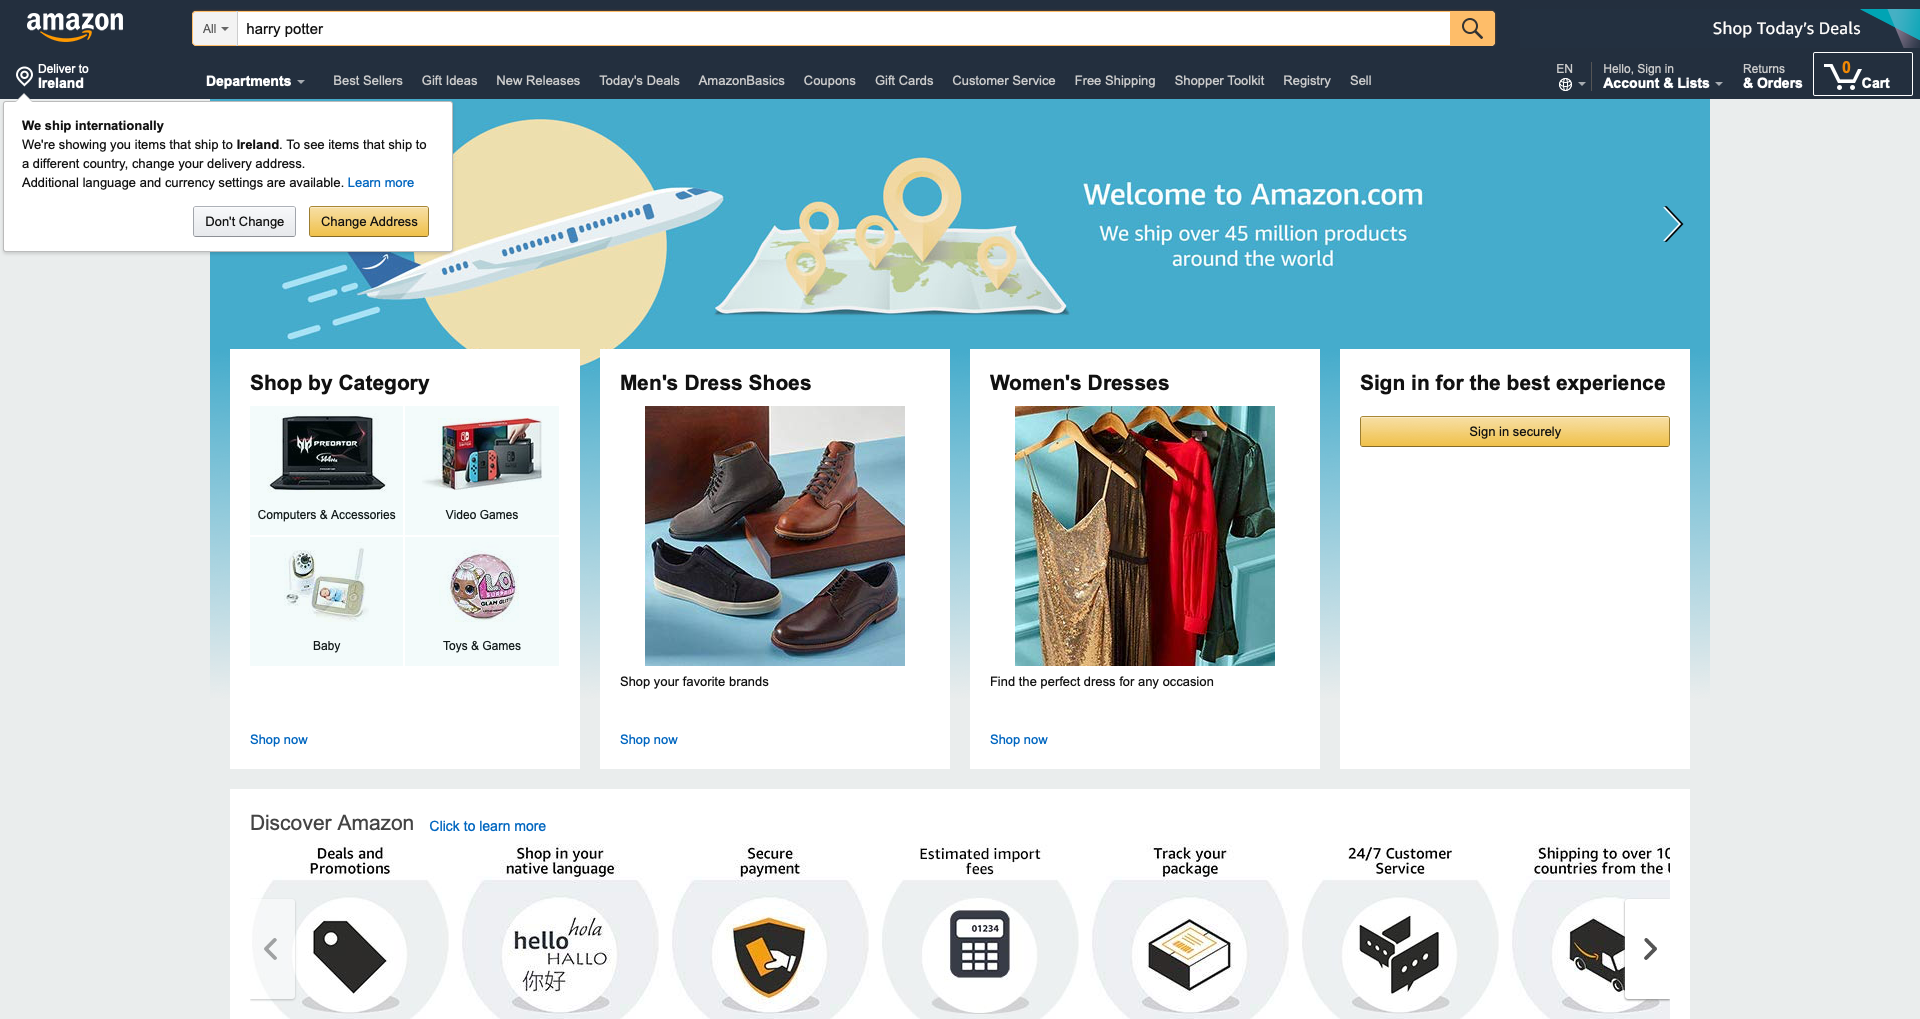 amazon
All
harry potter
Shop Today's Deals
Deliver to
Ireland
Departments
Best Sellers
Gift Ideas
New Releases
Today's Deals
AmazonBasics
Coupons
Gift Cards
Customer Service
Free Shipping
Shopper Toolkit
Registry
Sell
EN
Hello, Sign in
Account & Lists
Returns
& Orders
0
Cart
We ship internationally
We're showing you items that ship to Ireland. To see items that ship to
a different country, change your delivery address.
Additional language and currency settings are available. Learn more
Don't Change
Change Address
Welcome to Amazon.com
We ship over 45 million products
around the world
Shop by Category
PREDATOR
144Hz
Computers & Accessories
Video Games
Baby
L.O.L.
SURPRISE
GLAM GLITTER
Toys & Games
Shop now
Men's Dress Shoes
Shop your favorite brands
Shop now
Women's Dresses
Find the perfect dress for any occasion
Shop now
Sign in for the best experience
Sign in securely
Discover Amazon
Click to learn more
Deals and
Promotions
Shop in your
native language
hello
hola
HALLO
你好
Secure
payment
Estimated import
fees
01234
Track your
package
24/7 Customer
Service
Shipping to over 10
countries from the